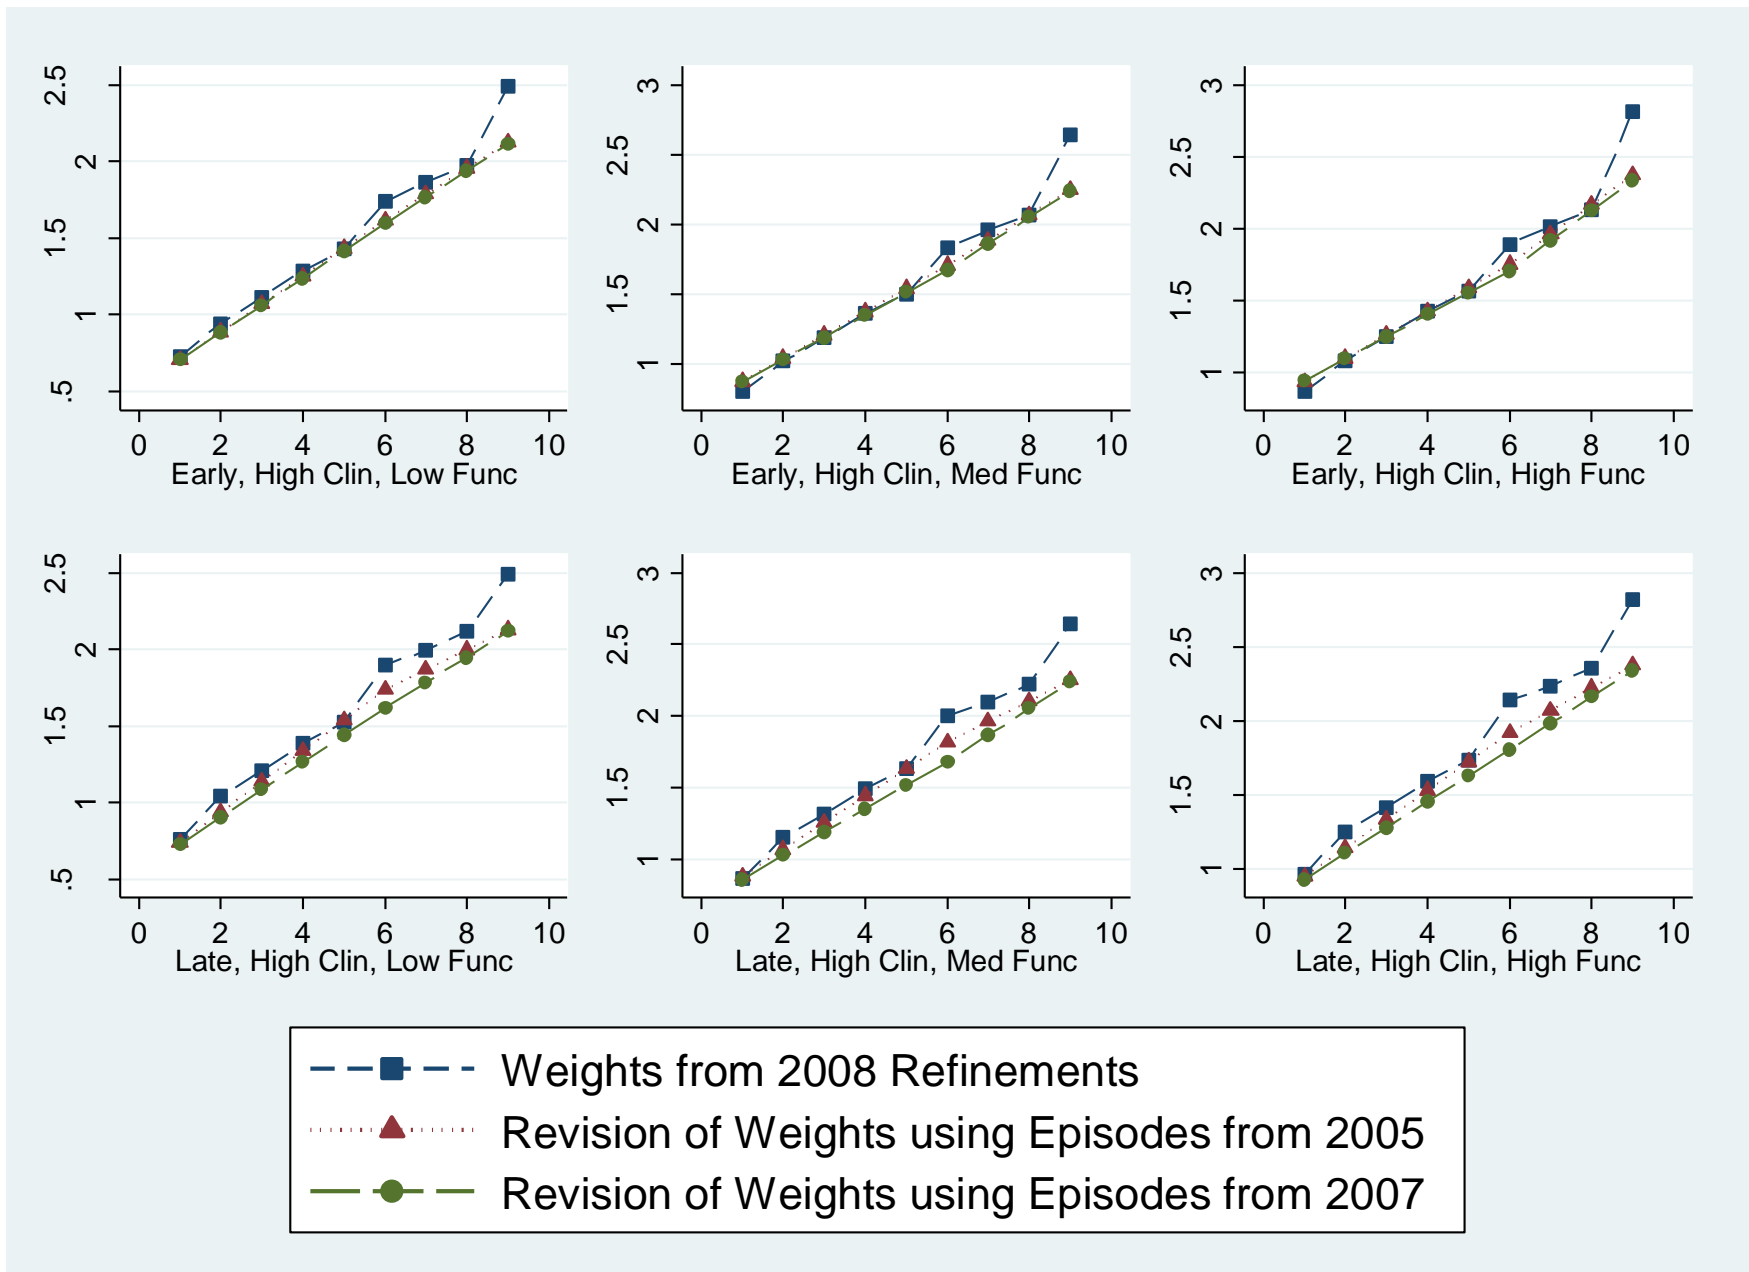 2.5
2
1.5
1
.5
0 2 4 6 8 10
Early, High Clin, Low Func
3
2.5
2
1.5
1
0 2 4 6 8 10
Early, High Clin, Med Func
3
2.5
2
1.5
1
0 2 4 6 8 10
Early, High Clin, High Func
2.5
2
1.5
1
.5
0 2 4 6 8 10
Late, High Clin, Low Func
3
2.5
2
1.5
1
0 2 4 6 8 10
Late, High Clin, Med Func
3
2.5
2
1.5
1
0 2 4 6 8 10
Late, High Clin, High Func
Weights from 2008 Refinements
Revision of Weights using Episodes from 2005
Revision of Weights using Episodes from 2007